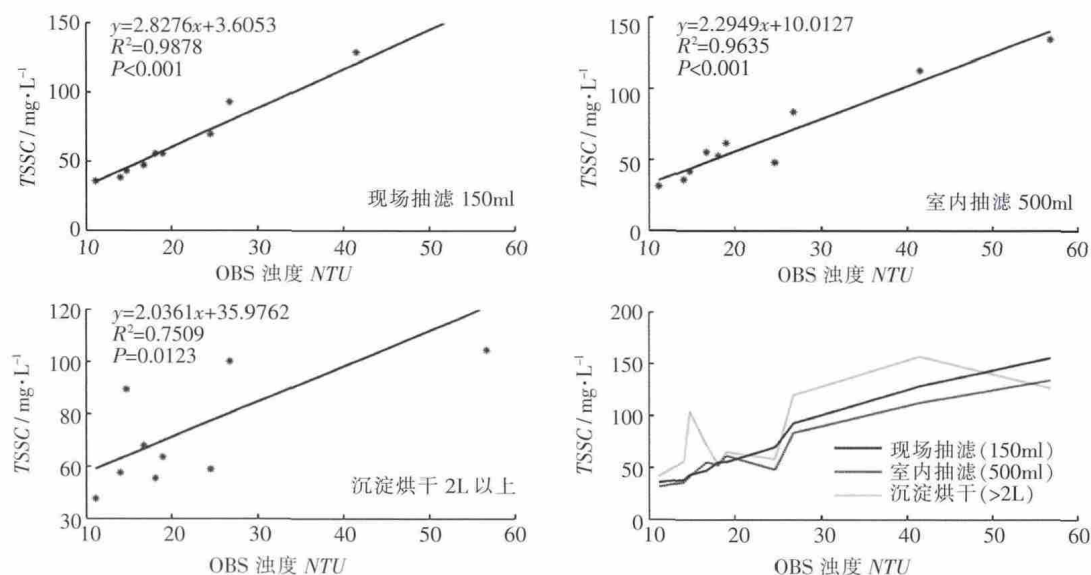 150
100
50
0
TSSC / mg·L⁻¹
y=2.8276x+3.6053
R²=0.9878
P<0.001
现场抽滤 150ml
10 20 30 40 50 60
OBS 浊度 NTU
150
100
50
0
TSSC / mg·L⁻¹
y=2.2949x+10.0127
R²=0.9635
P<0.001
室内抽滤 500ml
10 20 30 40 50 60
OBS 浊度 NTU
120
100
80
60
30
TSSC / mg·L⁻¹
y=2.0361x+35.9762
R²=0.7509
P=0.0123
沉淀烘干 2L 以上
10 20 30 40 50 60
OBS 浊度 NTU
200
150
100
50
0
TSSC / mg·L⁻¹
现场抽滤(150ml)
室内抽滤(500ml)
沉淀烘干(>2L)
10 20 30 40 50 60
OBS 浊度 NTU